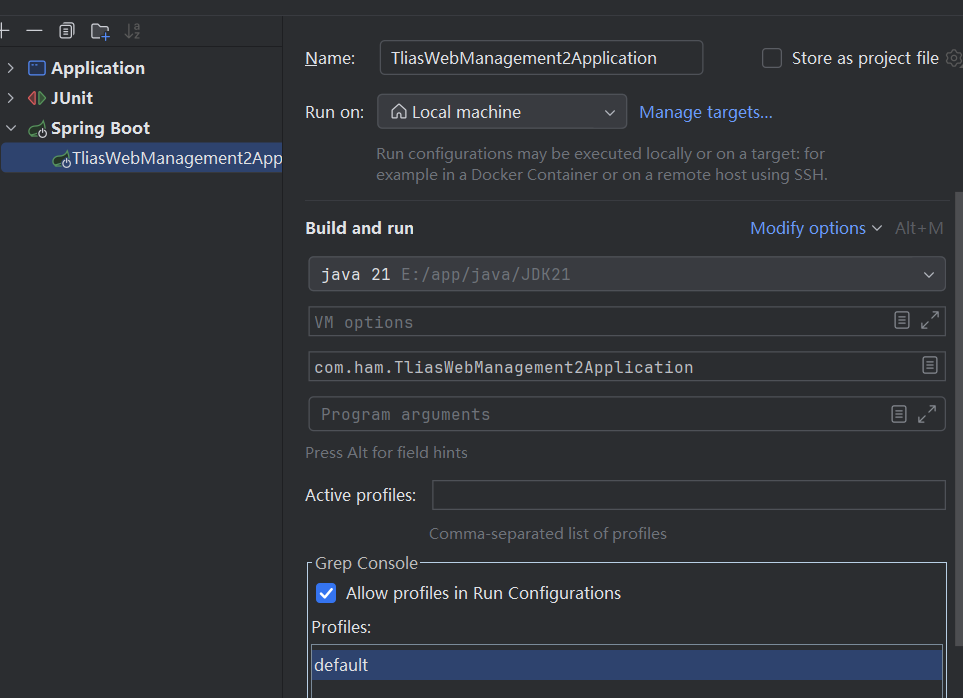 Application
JUnit
Spring Boot
TliasWebManagement2App
Name: TliasWebManagement2Application Store as project file
Run on: Local machine Manage targets...
Run configurations may be executed locally or on a target: for
example in a Docker Container or on a remote host using SSH.
Build and run Modify options Alt+M
java 21 E:/app/java/JDK21
VM options
com.ham.TliasWebManagement2Application
Program arguments
Press Alt for field hints
Active profiles:
Comma-separated list of profiles
Grep Console
Allow profiles in Run Configurations
Profiles:
default